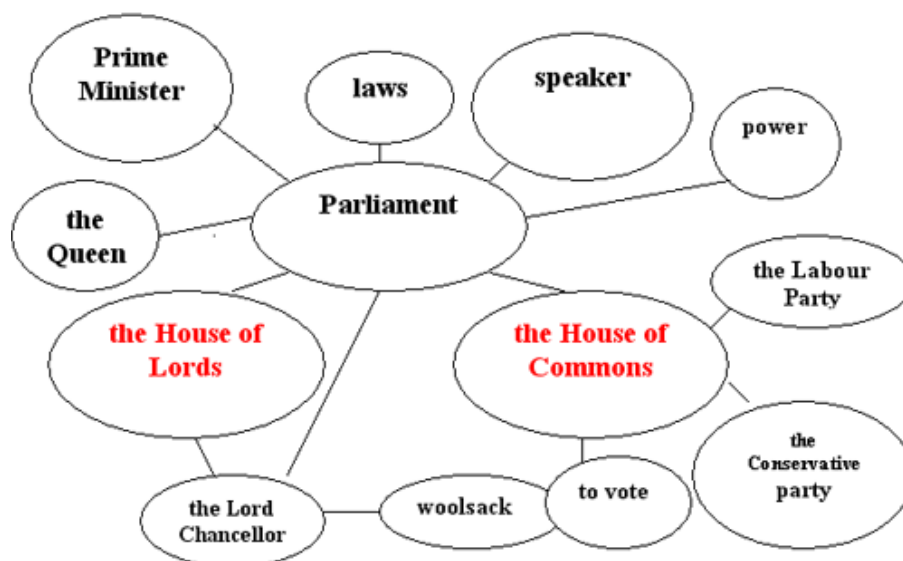 Prime
Minister
laws
speaker
power
Parliament
the
Queen
the Labour
Party
the House of
Lords
the House of
Commons
the
Conservative
party
the Lord
Chancellor
woolsack
to vote